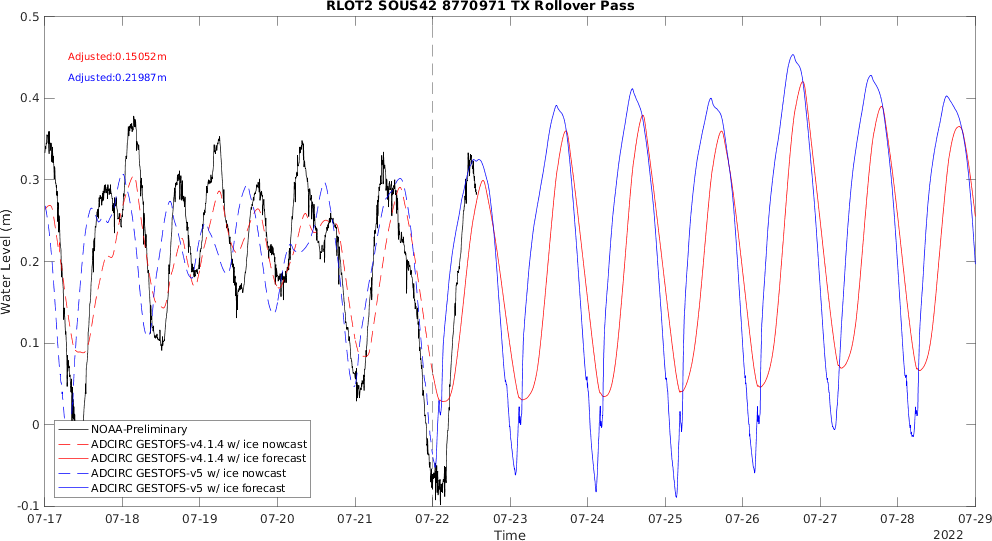 RLOT2 SOUS42 8770971 TX Rollover Pass
0.5
Adjusted:0.15052m
Adjusted:0.21987m
0.4
0.3
0.2
0.1
0
-0.1
Water Level (m)
NOAA-Preliminary
ADCIRC GESTOFS-v4.1.4 w/ ice nowcast
ADCIRC GESTOFS-v4.1.4 w/ ice forecast
ADCIRC GESTOFS-v5 w/ ice nowcast
ADCIRC GESTOFS-v5 w/ ice forecast
07-17 07-18 07-19 07-20 07-21 07-22 07-23 07-24 07-25 07-26 07-27 07-28 07-29
Time
2022